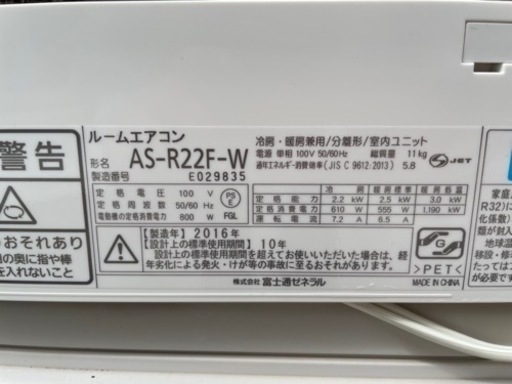 ルームエアコン
形名 AS-R22F-W
製造番号 E029835
冷房・暖房兼用/分離形/室内ユニット
電源 単相 100V 50/60Hz 総質量 11kg
通年エネルギー消費効率(JIS C 9612:2013) 5.8
JET
定格電圧 100 V
定格周波数 50/60 Hz
電動機の定格消費電力 800 W
PS E
FGL
冷房 暖房標準 暖房低温
定格能力 2.2 kW 2.5 kW 3.0 kW
定格消費電力 610 W 555 W 1,190 kW
運転電流 7.2 A 6.5 A
【製造年】2016年
【設計上の標準使用期間】10年
設計上の標準使用期間を超えてお使いいただいた場合は、経年劣化による発火・けが等の事故に至るおそれがあります。
株式会社 富士通ゼネラル
G
>PET<
MADE IN CHINA
警告
のおそれあり
口の奥に指や棒
に入れないこと
家庭用
R32)に
化係数)
地球温